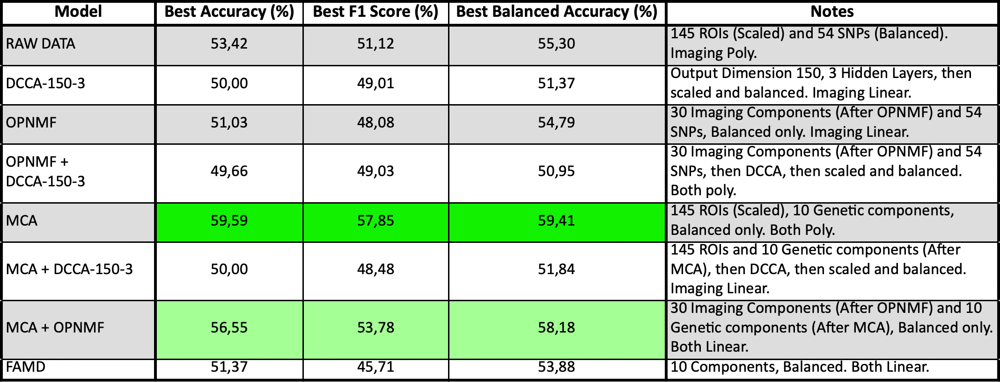 Model Best Accuracy (%) Best F1 Score (%) Best Balanced Accuracy (%) Notes
RAW DATA 53,42 51,12 55,30 145 ROIs (Scaled) and 54 SNPs (Balanced).
Imaging Poly.
DCCA-150-3 50,00 49,01 51,37 Output Dimension 150, 3 Hidden Layers, then
scaled and balanced. Imaging Linear.
OPNMF 51,03 48,08 54,79 30 Imaging Components (After OPNMF) and 54
SNPs, Balanced only. Imaging Linear.
OPNMF +
DCCA-150-3 49,66 49,03 50,95 30 Imaging Components (After OPNMF) and 54
SNPs, then DCCA, then scaled and balanced.
Both poly.
MCA 59,59 57,85 59,41 145 ROIs (Scaled), 10 Genetic components,
Balanced only. Both Poly.
MCA + DCCA-150-3 50,00 48,48 51,84 145 ROIs and 10 Genetic components (After
MCA), then DCCA, then scaled and balanced.
Imaging Linear.
MCA + OPNMF 56,55 53,78 58,18 30 Imaging Components (After OPNMF) and 10
Genetic components (After MCA), Balanced only.
Both Linear.
FAMD 51,37 45,71 53,88 10 Components, Balanced. Both Linear.